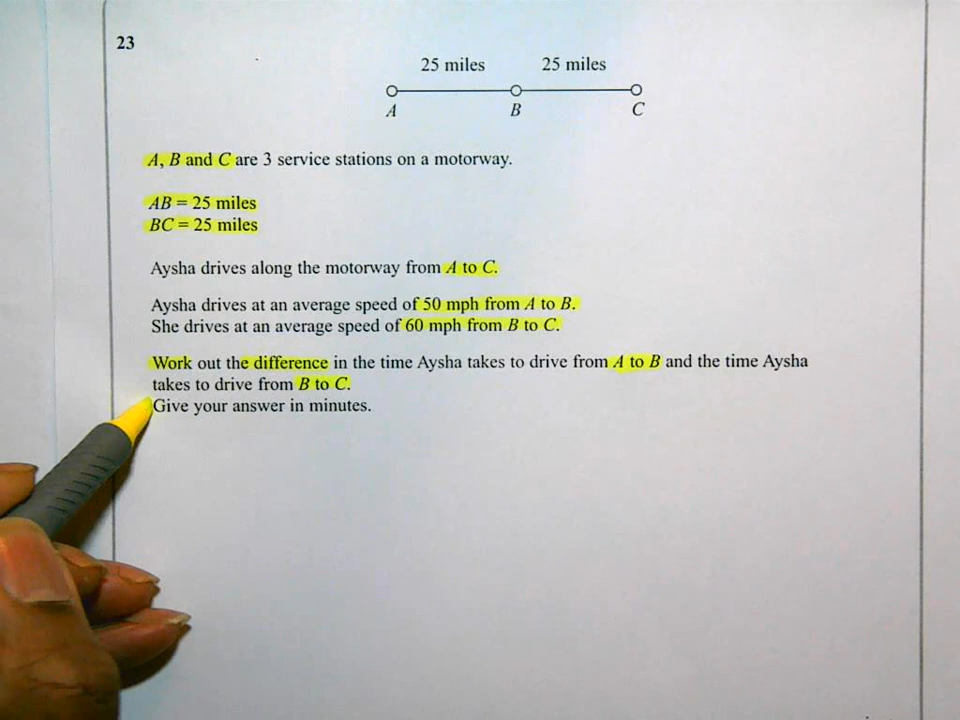 23
25 miles 25 miles
A B C
A, B and C are 3 service stations on a motorway.
AB = 25 miles
BC = 25 miles
Aysha drives along the motorway from A to C.
Aysha drives at an average speed of 50 mph from A to B.
She drives at an average speed of 60 mph from B to C.
Work out the difference in the time Aysha takes to drive from A to B and the time Aysha
takes to drive from B to C.
Give your answer in minutes.